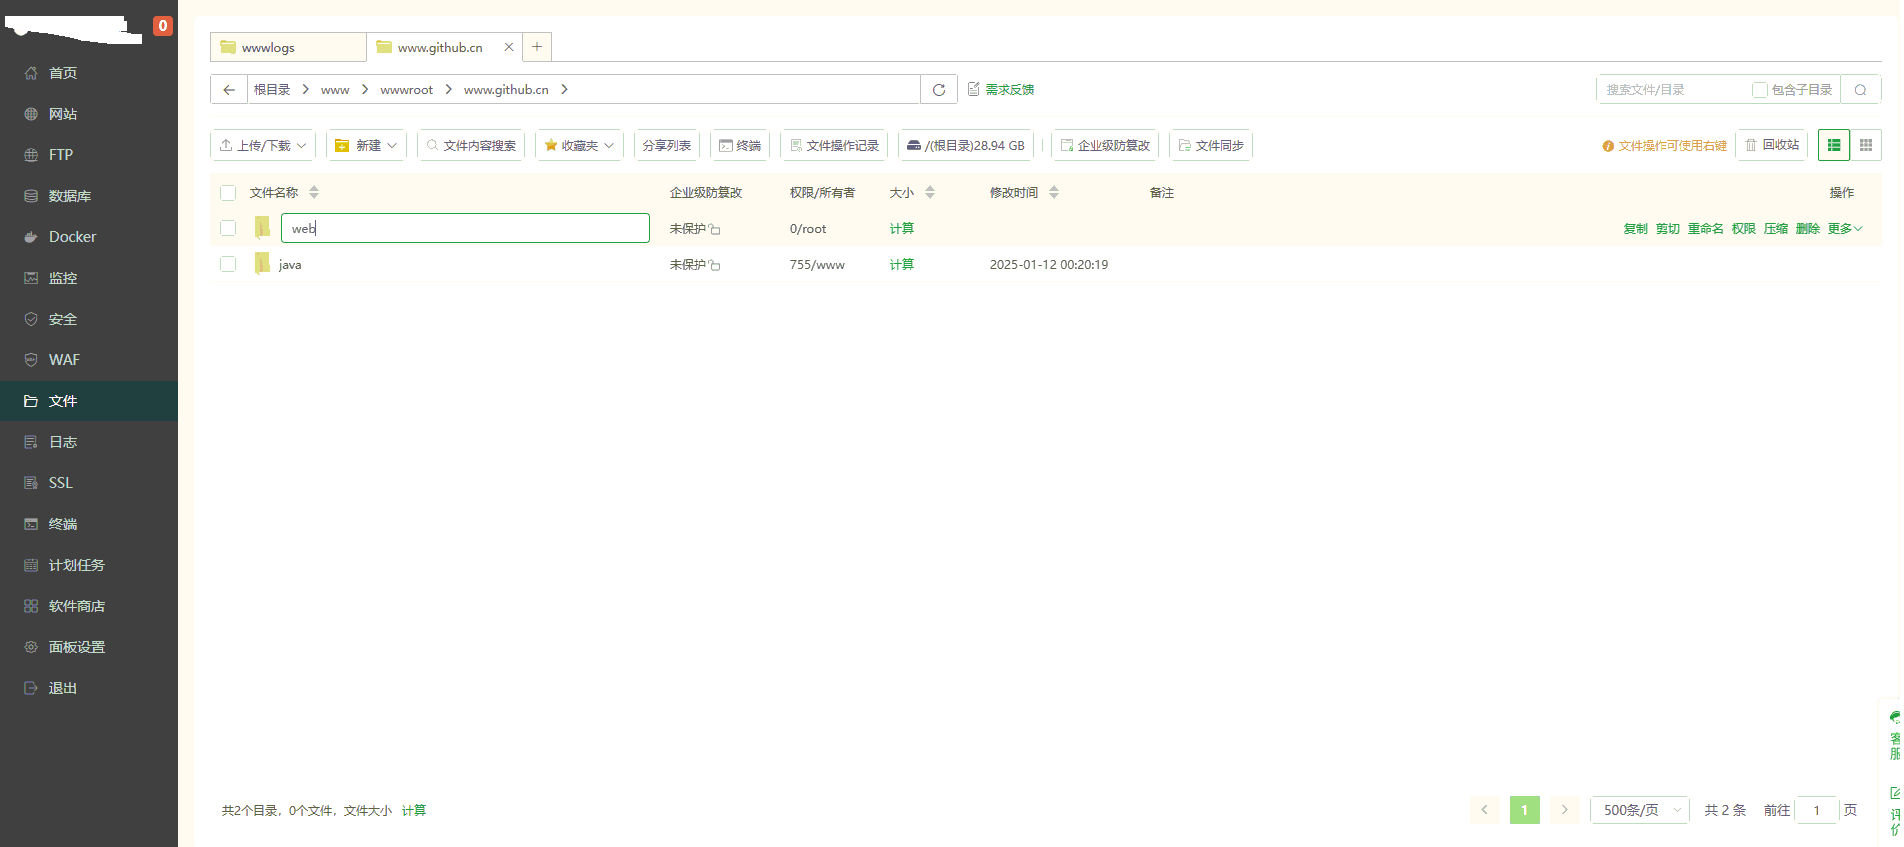 0
首页
网站
FTP
数据库
Docker
监控
安全
WAF
文件
日志
SSL
终端
计划任务
软件商店
面板设置
退出
wwwlogs
www.github.cn
根目录 www wwwroot www.github.cn
需求反馈
搜索文件/目录 包含子目录
上传/下载 新建 文件内容搜索 收藏夹 分享列表 终端 文件操作记录 /(根目录)28.94 GB 企业级防篡改 文件同步 文件操作可使用右键 回收站
文件名称 企业级防篡改 权限/所有者 大小 修改时间 备注 操作
web 未保护 0/root 计算 复制 剪切 重命名 权限 压缩 删除 更多
java 未保护 755/www 计算 2025-01-12 00:20:19
共2个目录，0个文件，文件大小 计算
1 500条/页 共 2 条 前往 1 页
客服
评价